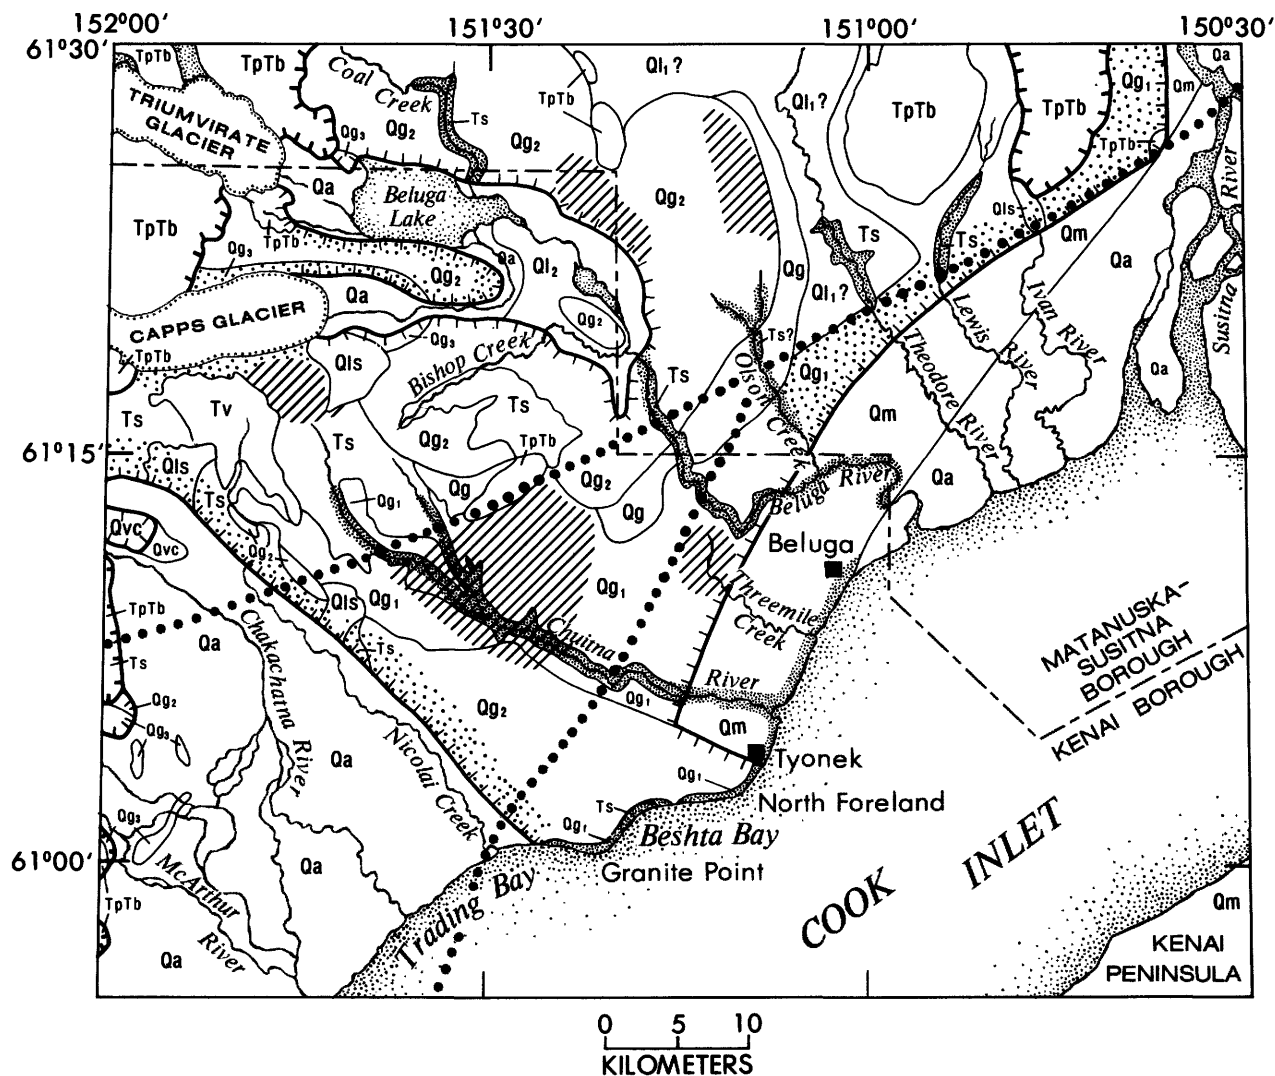 152°00′ 151°30′ 151°00′ 150°30′
61°30′
TpTb
TpTb
Coal
Creek
Ql₁?
TpTb
Ql₁?
TpTb
TpTb
Qg₁
Qm
Qa
TRIUMVIRATE
GLACIER
Qg₃
Qg₂
Ts
Qg₂
TpTb
Qa
Beluga
Lake
Qg₂
Qls
Ts
Ts
Qm
Qa
River
TpTb
Qg₃
TpTb
Qg₂
Qa
Ql₂
Qg
Ql₁?
Qa
CAPPS GLACIER
Qg₃
Qg₂
Ts?
Lewis
River
Ivan River
Susitna
TpTb
Qls
Bishop Creek
Ts
Olson
Creek
Qg₁
Theodore River
Qa
Ts
Tv
Ts
Ts
Qg₂
TpTb
Qm
61°15′
Qls
Ts
Qg₁
Qg
Qg₂
Qg
Beluga River
Qa
Qvc
Qvc
Qg₂
Beluga
TpTb
Qls
Qg₁
Qg₁
Threemile
Creek
Ts
Qa
Chakachatna
River
Ts
Chuitna
River
MATANUSKA-
SUSITNA
BOROUGH
KENAI BOROUGH
Qg₂
Qg₃
Qg₂
Qg₁
Qm
Qa
Nicolai Creek
Tyonek
Qg₁
North Foreland
Qg₃
Ts
Qg₁
Beshta Bay
61°00′
McArthur
River
Qa
Granite Point
Trading Bay
COOK INLET
TpTb
Qa
Qm
KENAI
PENINSULA
0 5 10
KILOMETERS